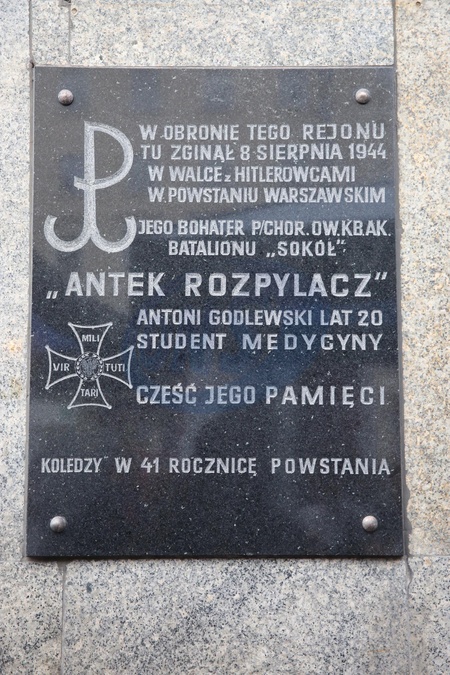 W OBRONIE TEGO REJONU
TU ZGINĄŁ 8 SIERPNIA 1944
W WALCE z HITLEROWCAMI
W POWSTANIU WARSZAWSKIM
JEGO BOHATER P/CHOR. OW.KB.AK.
BATALIONU „SOKÓŁ"
„ANTEK ROZPYLACZ"
ANTONI GODLEWSKI LAT 20
STUDENT MEDYCYNY
MILI
VIR TUTI
TARI
CZEŚĆ JEGO PAMIĘCI
KOLEDZY" W 41 ROCZNICĘ POWSTANIA